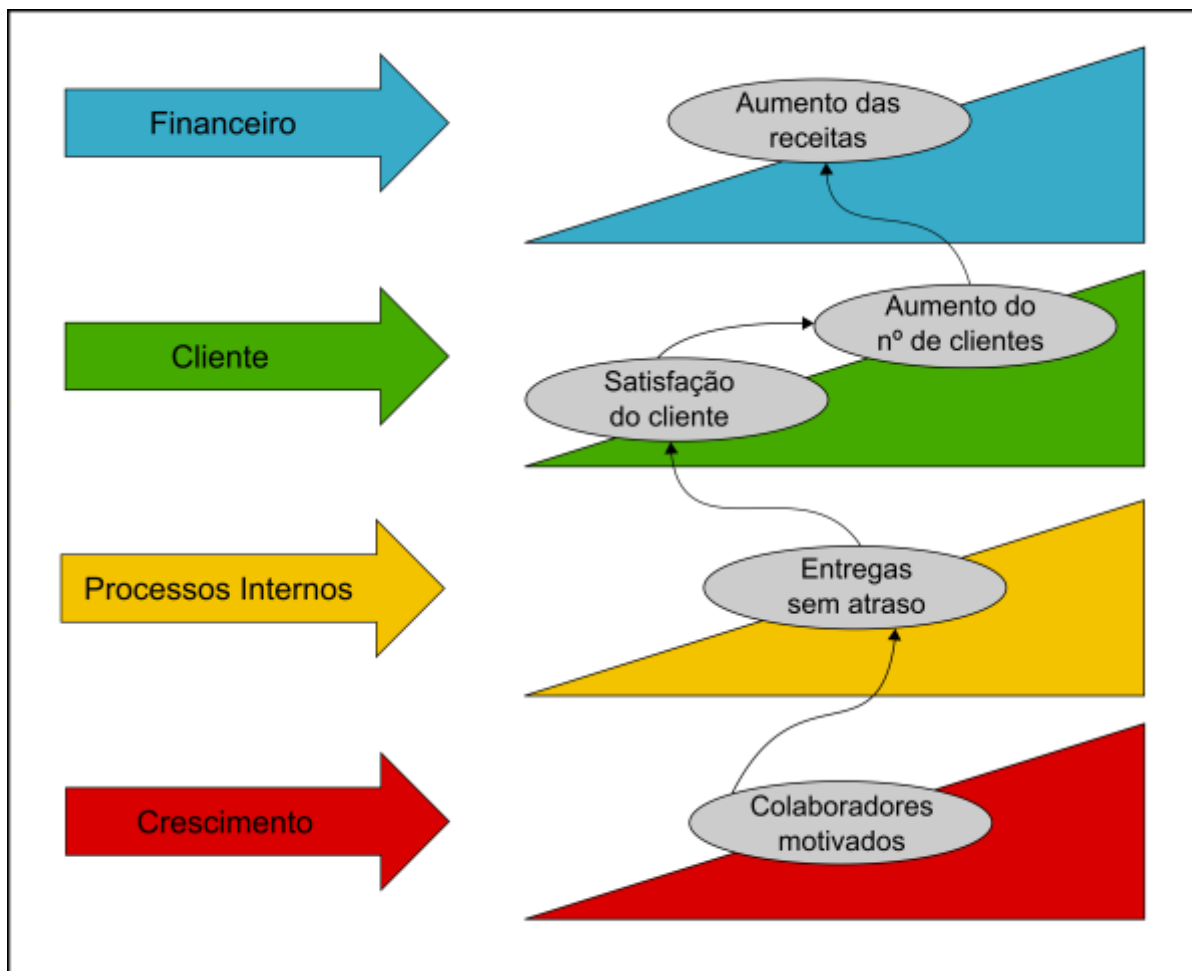 Financeiro
Aumento das
receitas
Cliente
Aumento do
nº de clientes
Satisfação
do cliente
Processos Internos
Entregas
sem atraso
Crescimento
Colaboradores
motivados